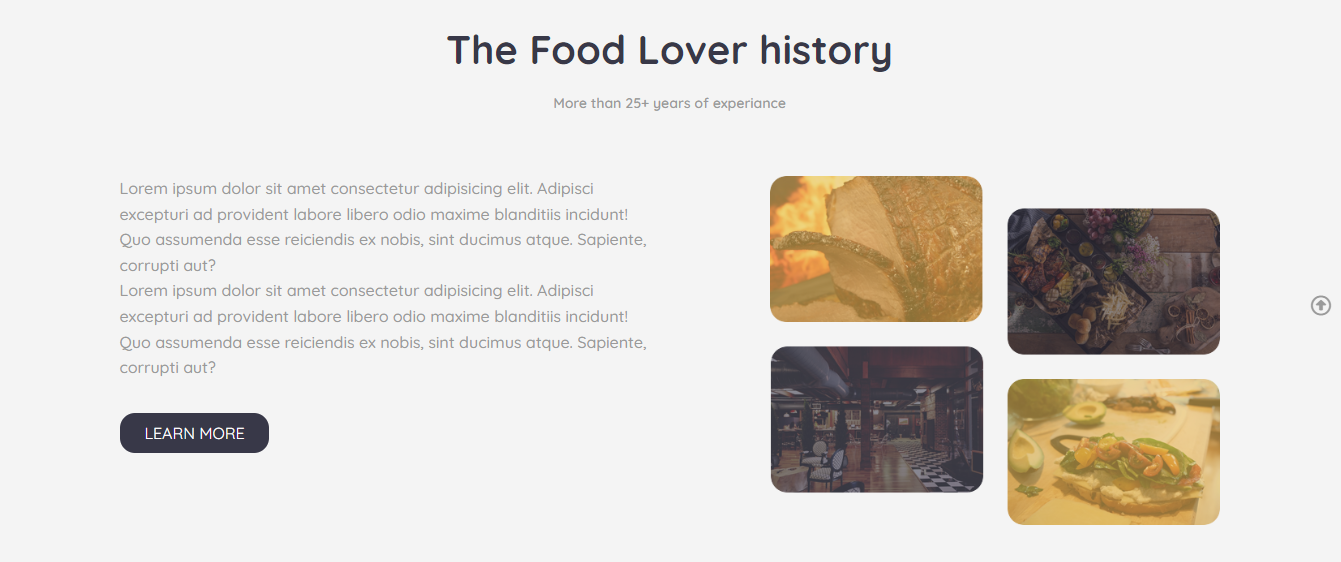 The Food Lover history
More than 25+ years of experiance
Lorem ipsum dolor sit amet consectetur adipisicing elit. Adipisci
excepturi ad provident labore libero odio maxime blanditiis incidunt!
Quo assumenda esse reiciendis ex nobis, sint ducimus atque. Sapiente,
corrupti aut?
Lorem ipsum dolor sit amet consectetur adipisicing elit. Adipisci
excepturi ad provident labore libero odio maxime blanditiis incidunt!
Quo assumenda esse reiciendis ex nobis, sint ducimus atque. Sapiente,
corrupti aut?
LEARN MORE